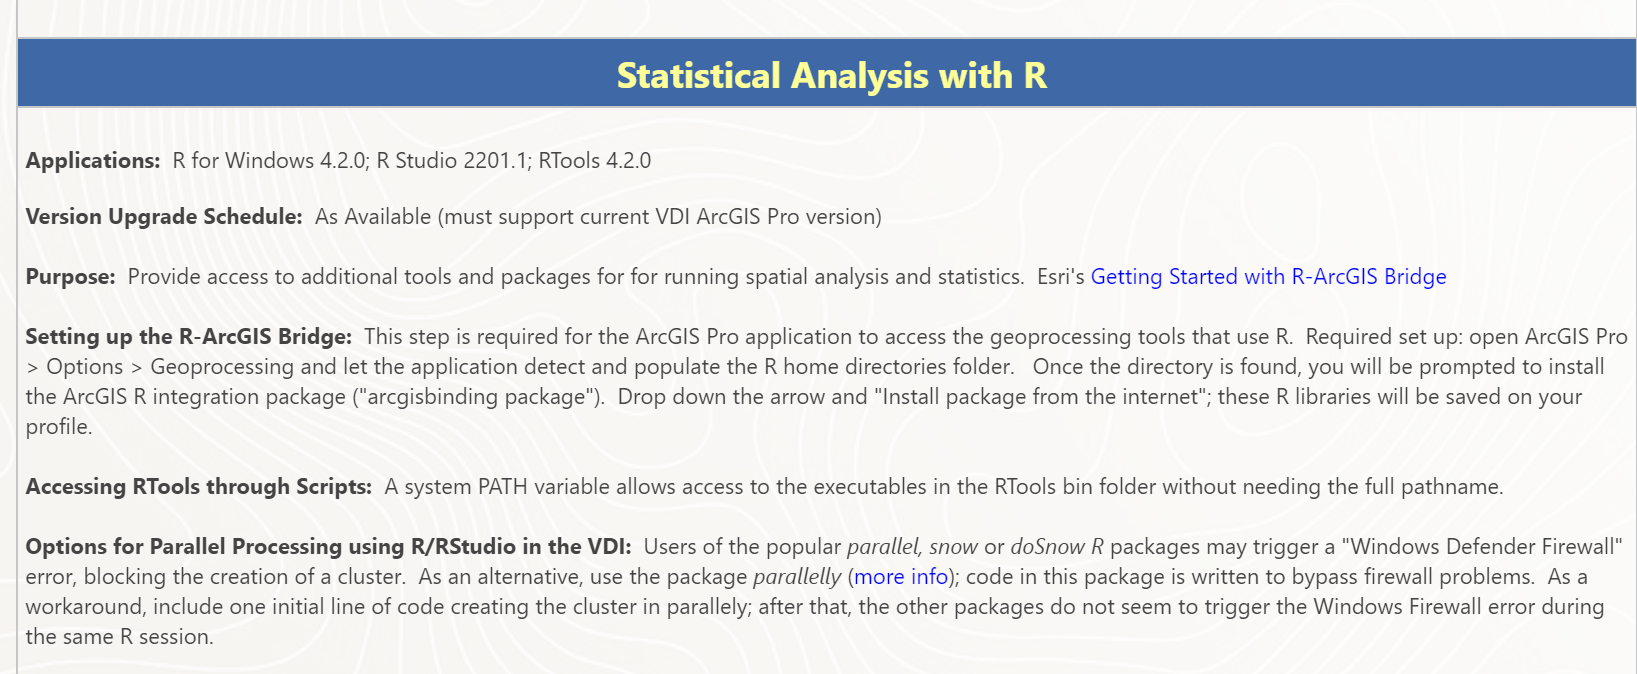 Statistical Analysis with R
Applications:  R for Windows 4.2.0; R Studio 2201.1; RTools 4.2.0
Version Upgrade Schedule:  As Available (must support current VDI ArcGIS Pro version)
Purpose:  Provide access to additional tools and packages for for running spatial analysis and statistics.  Esri's Getting Started with R-ArcGIS Bridge
Setting up the R-ArcGIS Bridge:  This step is required for the ArcGIS Pro application to access the geoprocessing tools that use R.  Required set up: open ArcGIS Pro
> Options > Geoprocessing and let the application detect and populate the R home directories folder.   Once the directory is found, you will be prompted to install
the ArcGIS R integration package ("arcgisbinding package").  Drop down the arrow and "Install package from the internet"; these R libraries will be saved on your
profile.
Accessing RTools through Scripts:  A system PATH variable allows access to the executables in the RTools bin folder without needing the full pathname.
Options for Parallel Processing using R/RStudio in the VDI:  Users of the popular parallel, snow or doSnow R packages may trigger a "Windows Defender Firewall"
error, blocking the creation of a cluster.  As an alternative, use the package parallelly (more info); code in this package is written to bypass firewall problems.  As a
workaround, include one initial line of code creating the cluster in parallely; after that, the other packages do not seem to trigger the Windows Firewall error during
the same R session.